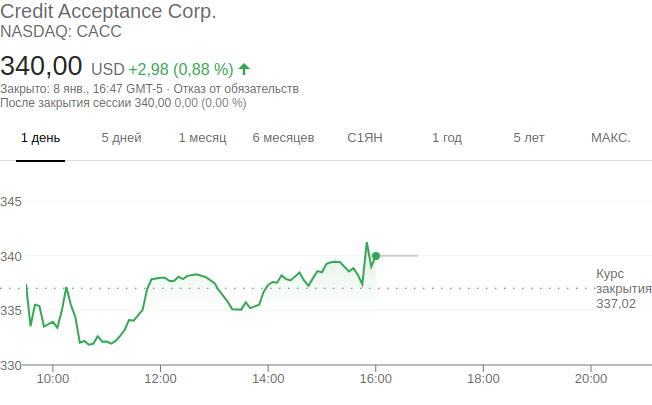 Credit Acceptance Corp.
NASDAQ: CACC
340,00 USD +2,98 (0,88 %)
Закрыто: 8 янв., 16:47 GMT-5 · Отказ от обязательств
После закрытия сессии 340,00 0,00 (0,00 %)
1 день 5 дней 1 месяц 6 месяцев С1ЯН 1 год 5 лет МАКС.
345
340
Курс
закрытия
335
337,02
330
10:00 12:00 14:00 16:00 18:00 20:00